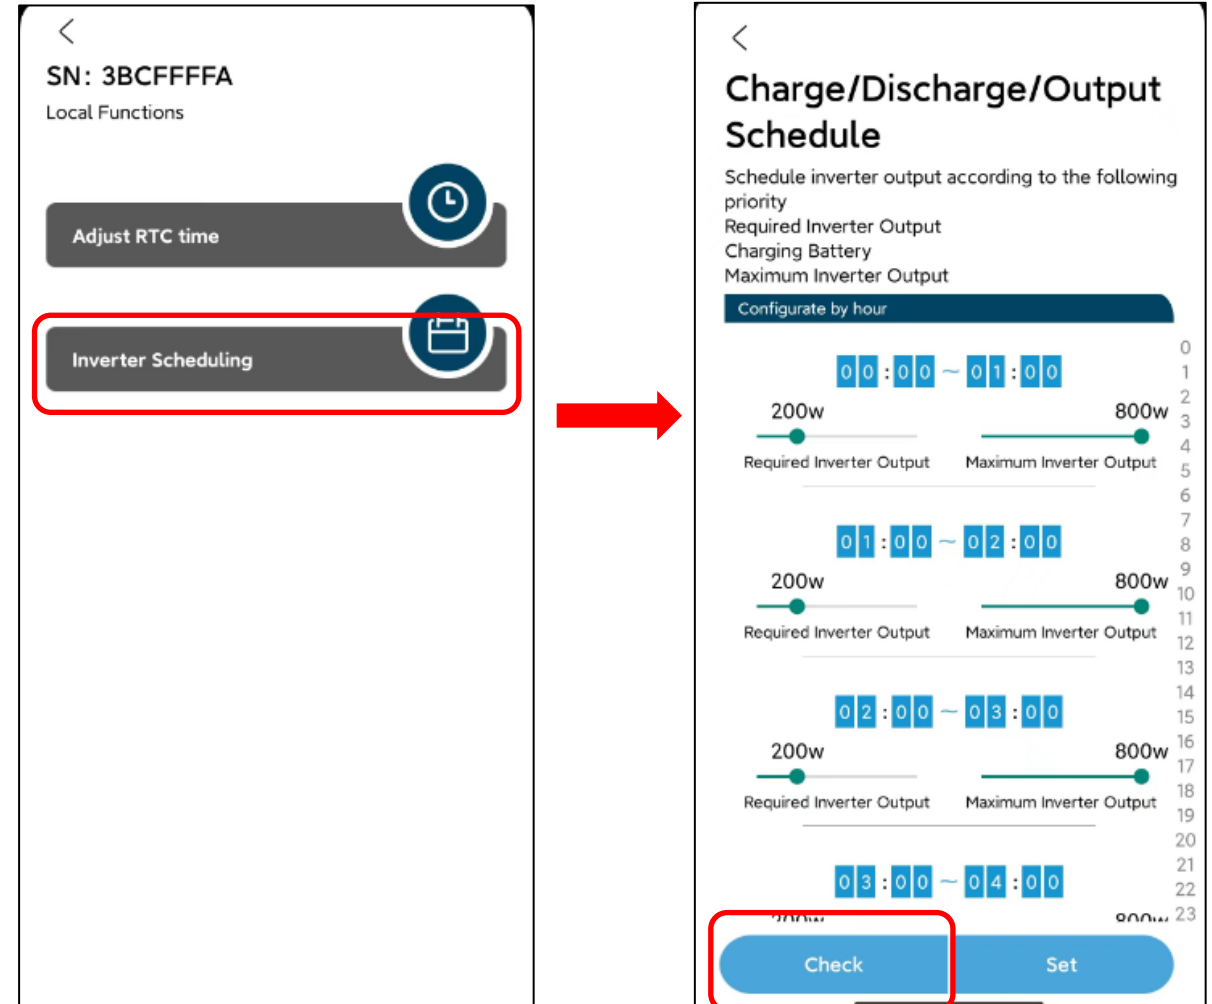 SN: 3BCFFFFA
Local Functions
Adjust RTC time
Inverter Scheduling
Charge/Discharge/Output
Schedule
Schedule inverter output according to the following
priority
Required Inverter Output
Charging Battery
Maximum Inverter Output
Configurate by hour
00:00 ~ 01:00
200w 800w
Required Inverter Output Maximum Inverter Output
01:00 ~ 02:00
200w 800w
Required Inverter Output Maximum Inverter Output
02:00 ~ 03:00
200w 800w
Required Inverter Output Maximum Inverter Output
03:00 ~ 04:00
200w 800w
0
1
2
3
4
5
6
7
8
9
10
11
12
13
14
15
16
17
18
19
20
21
22
23
Check Set